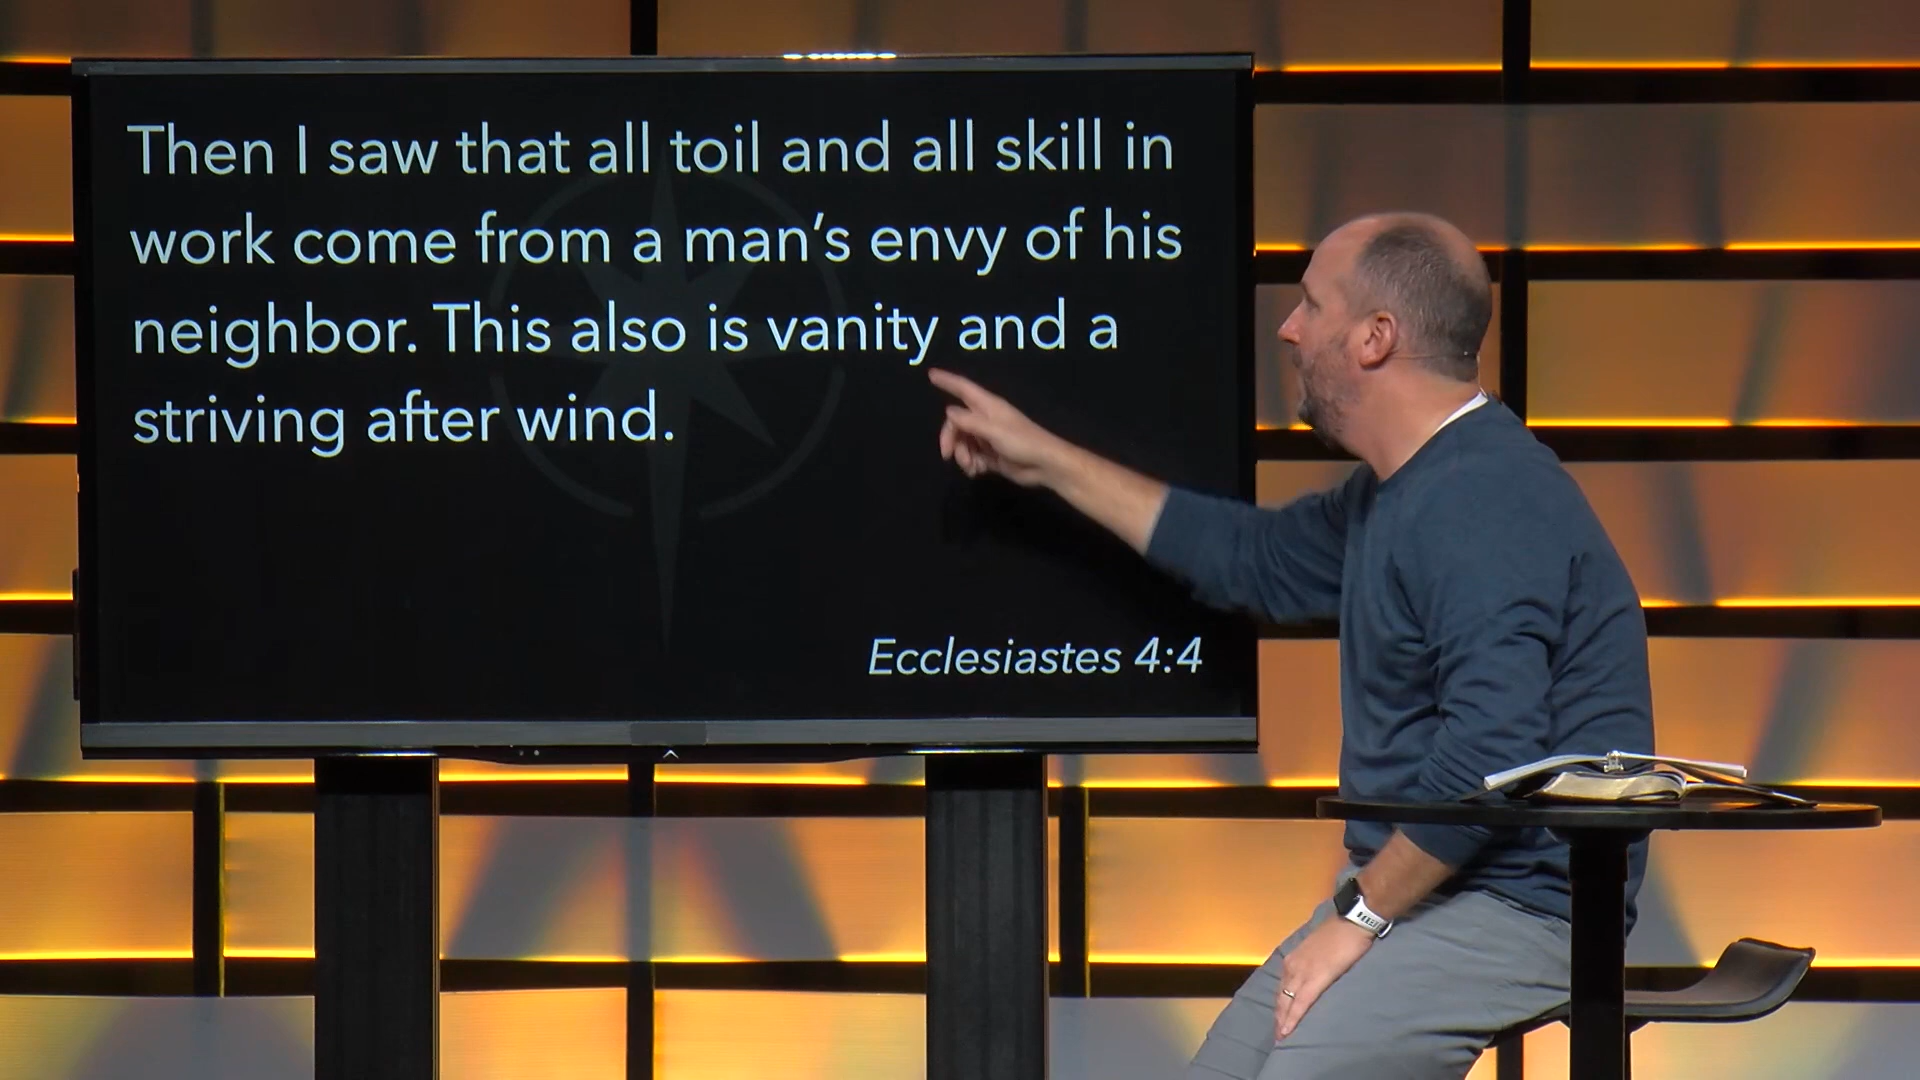 Then I saw that all toil and all skill in
work come from a man’s envy of his
neighbor. This also is vanity and a
striving after wind.
Ecclesiastes 4:4